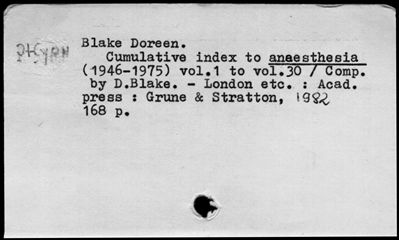 Blake Doreen.
Cumulative index to anaesthesia
(1946-1975) vol.1 to vol.30 / Comp.
by D.Blake. - London etc. : Acad.
press : Grune & Stratton, 1982
168 p.